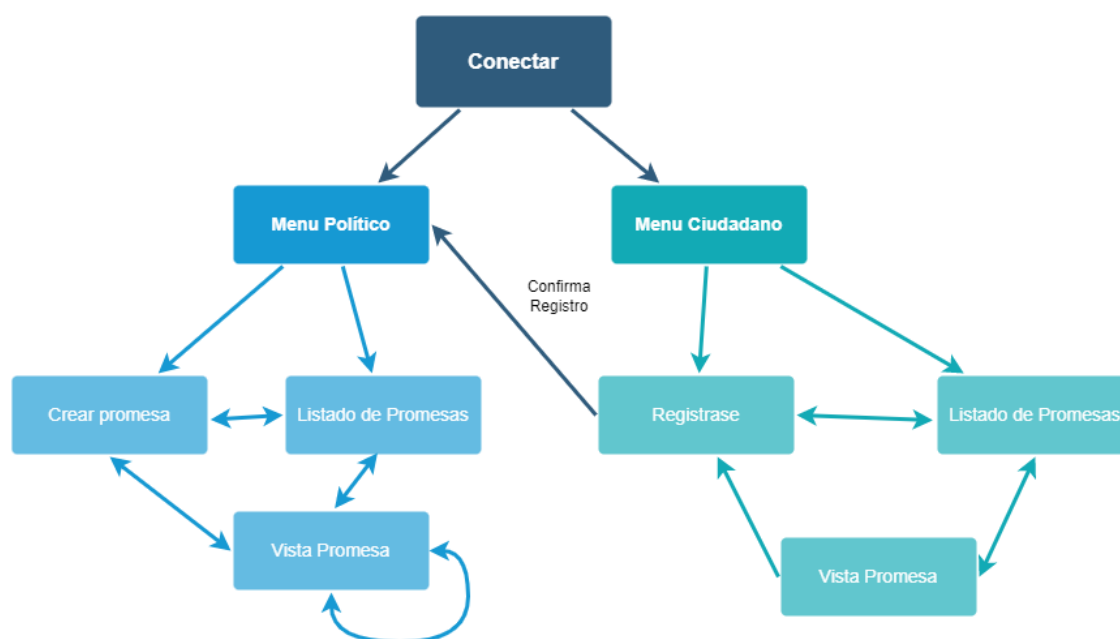 Conectar
Menu Político
Menu Ciudadano
Confirma
Registro
Crear promesa
Listado de Promesas
Registrase
Listado de Promesas
Vista Promesa
Vista Promesa